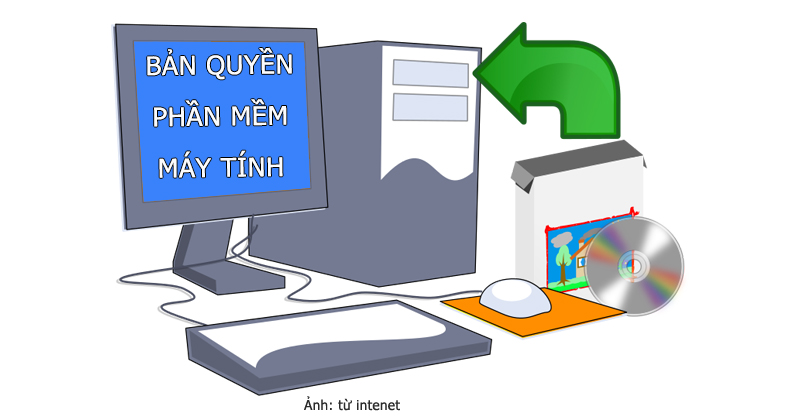 BẢN QUYỀN
PHẦN MỀM
MÁY TÍNH
Ảnh: từ intenet